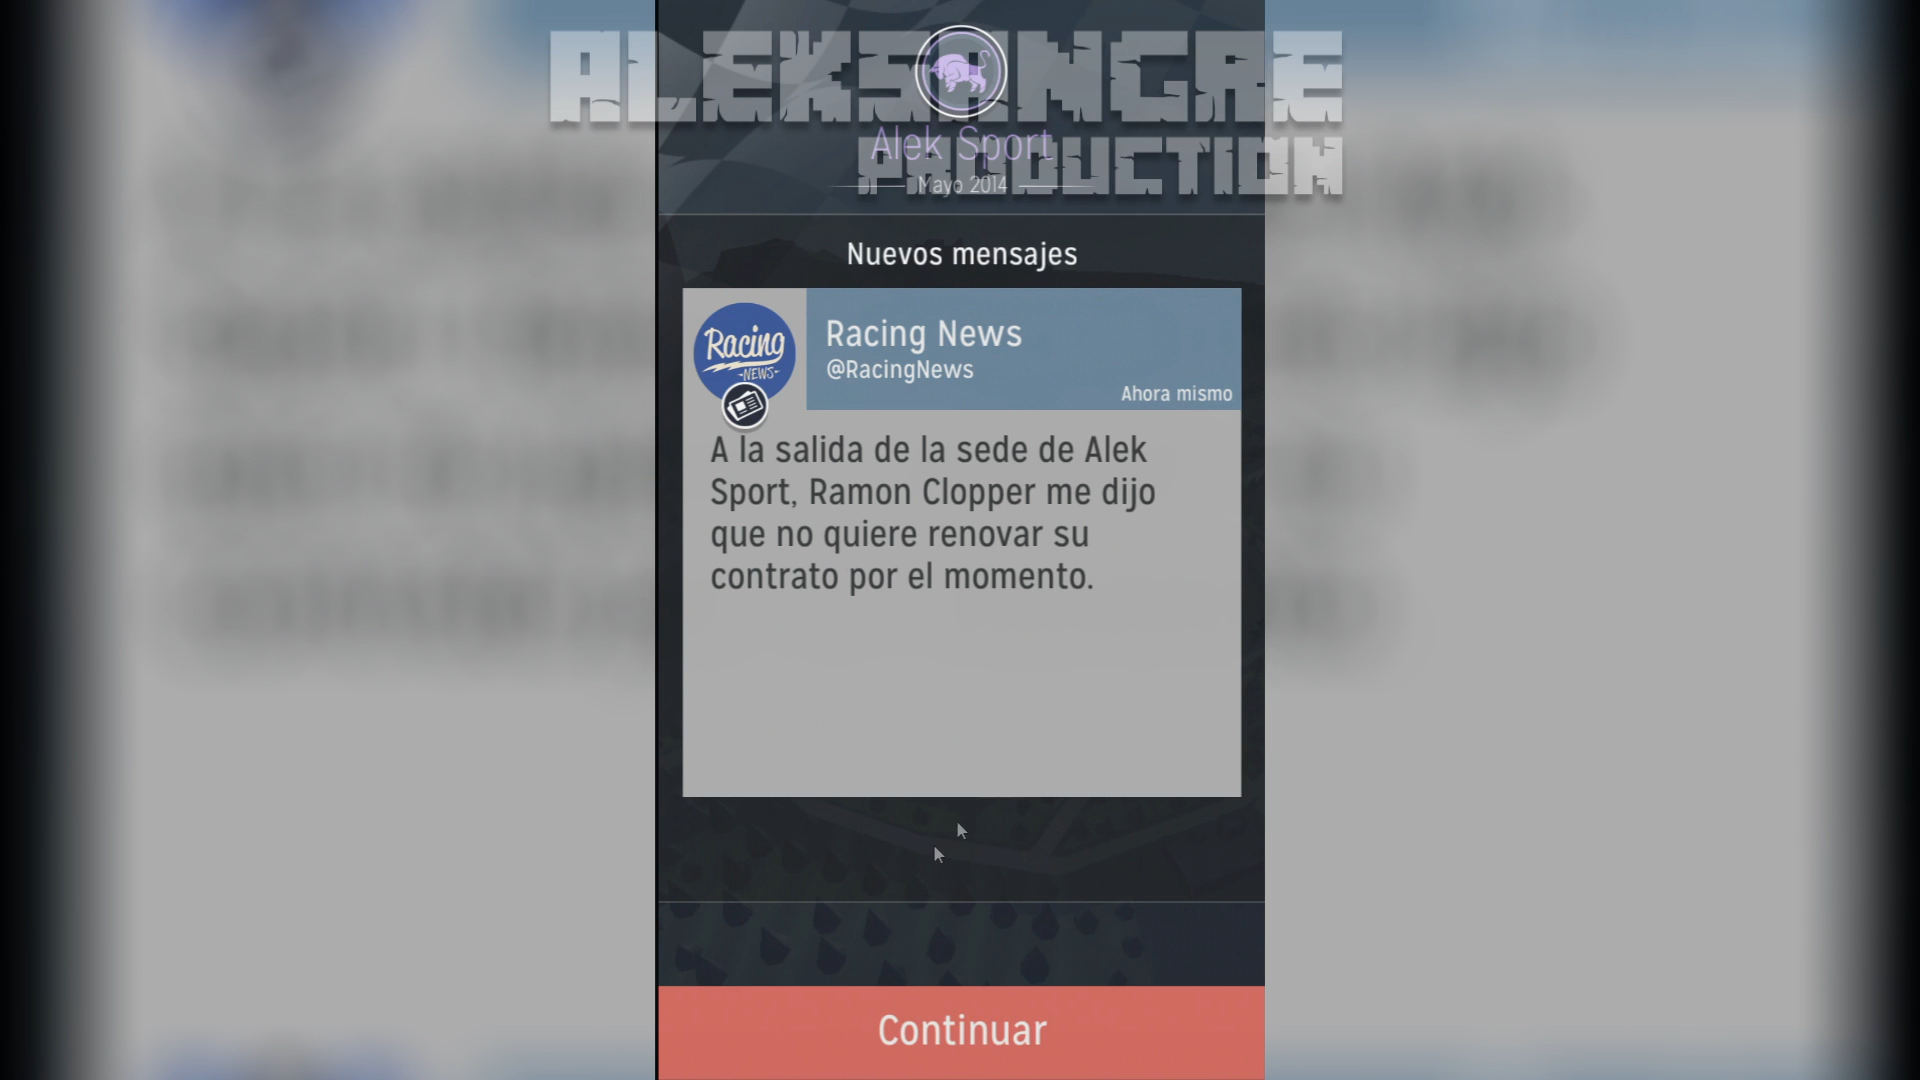 ALEKSANGRE
PRODUCTION
Alek Sport
Mayo 2014
Nuevos mensajes
Racing
-NEWS-
Racing News
@RacingNews
Ahora mismo
A la salida de la sede de Alek
Sport, Ramon Clopper me dijo
que no quiere renovar su
contrato por el momento.
Continuar